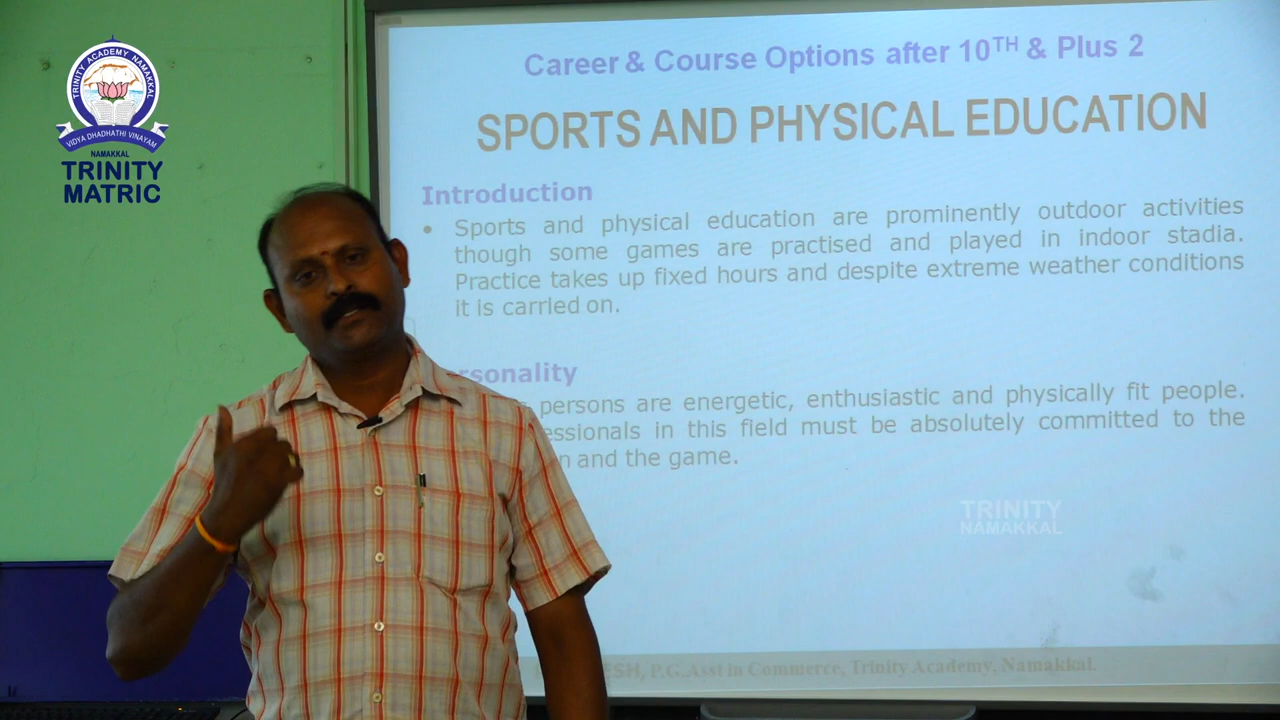 TRINITY ACADEMY NAMAKKAL
VIDYA DHADHATHI VINAYAM
NAMAKKAL
TRINITY
MATRIC
Career & Course Options after 10TH & Plus 2
SPORTS AND PHYSICAL EDUCATION
Introduction
• Sports and physical education are prominently outdoor activities
though some games are practised and played in indoor stadia.
Practice takes up fixed hours and despite extreme weather conditions
it is carried on.
persons are energetic, enthusiastic and physically fit people.
in this field must be absolutely committed to the
and the game.
TRINITY
NAMAKKAL
P.G.Asst in Commerce, Trinity Academy, Namakkal.